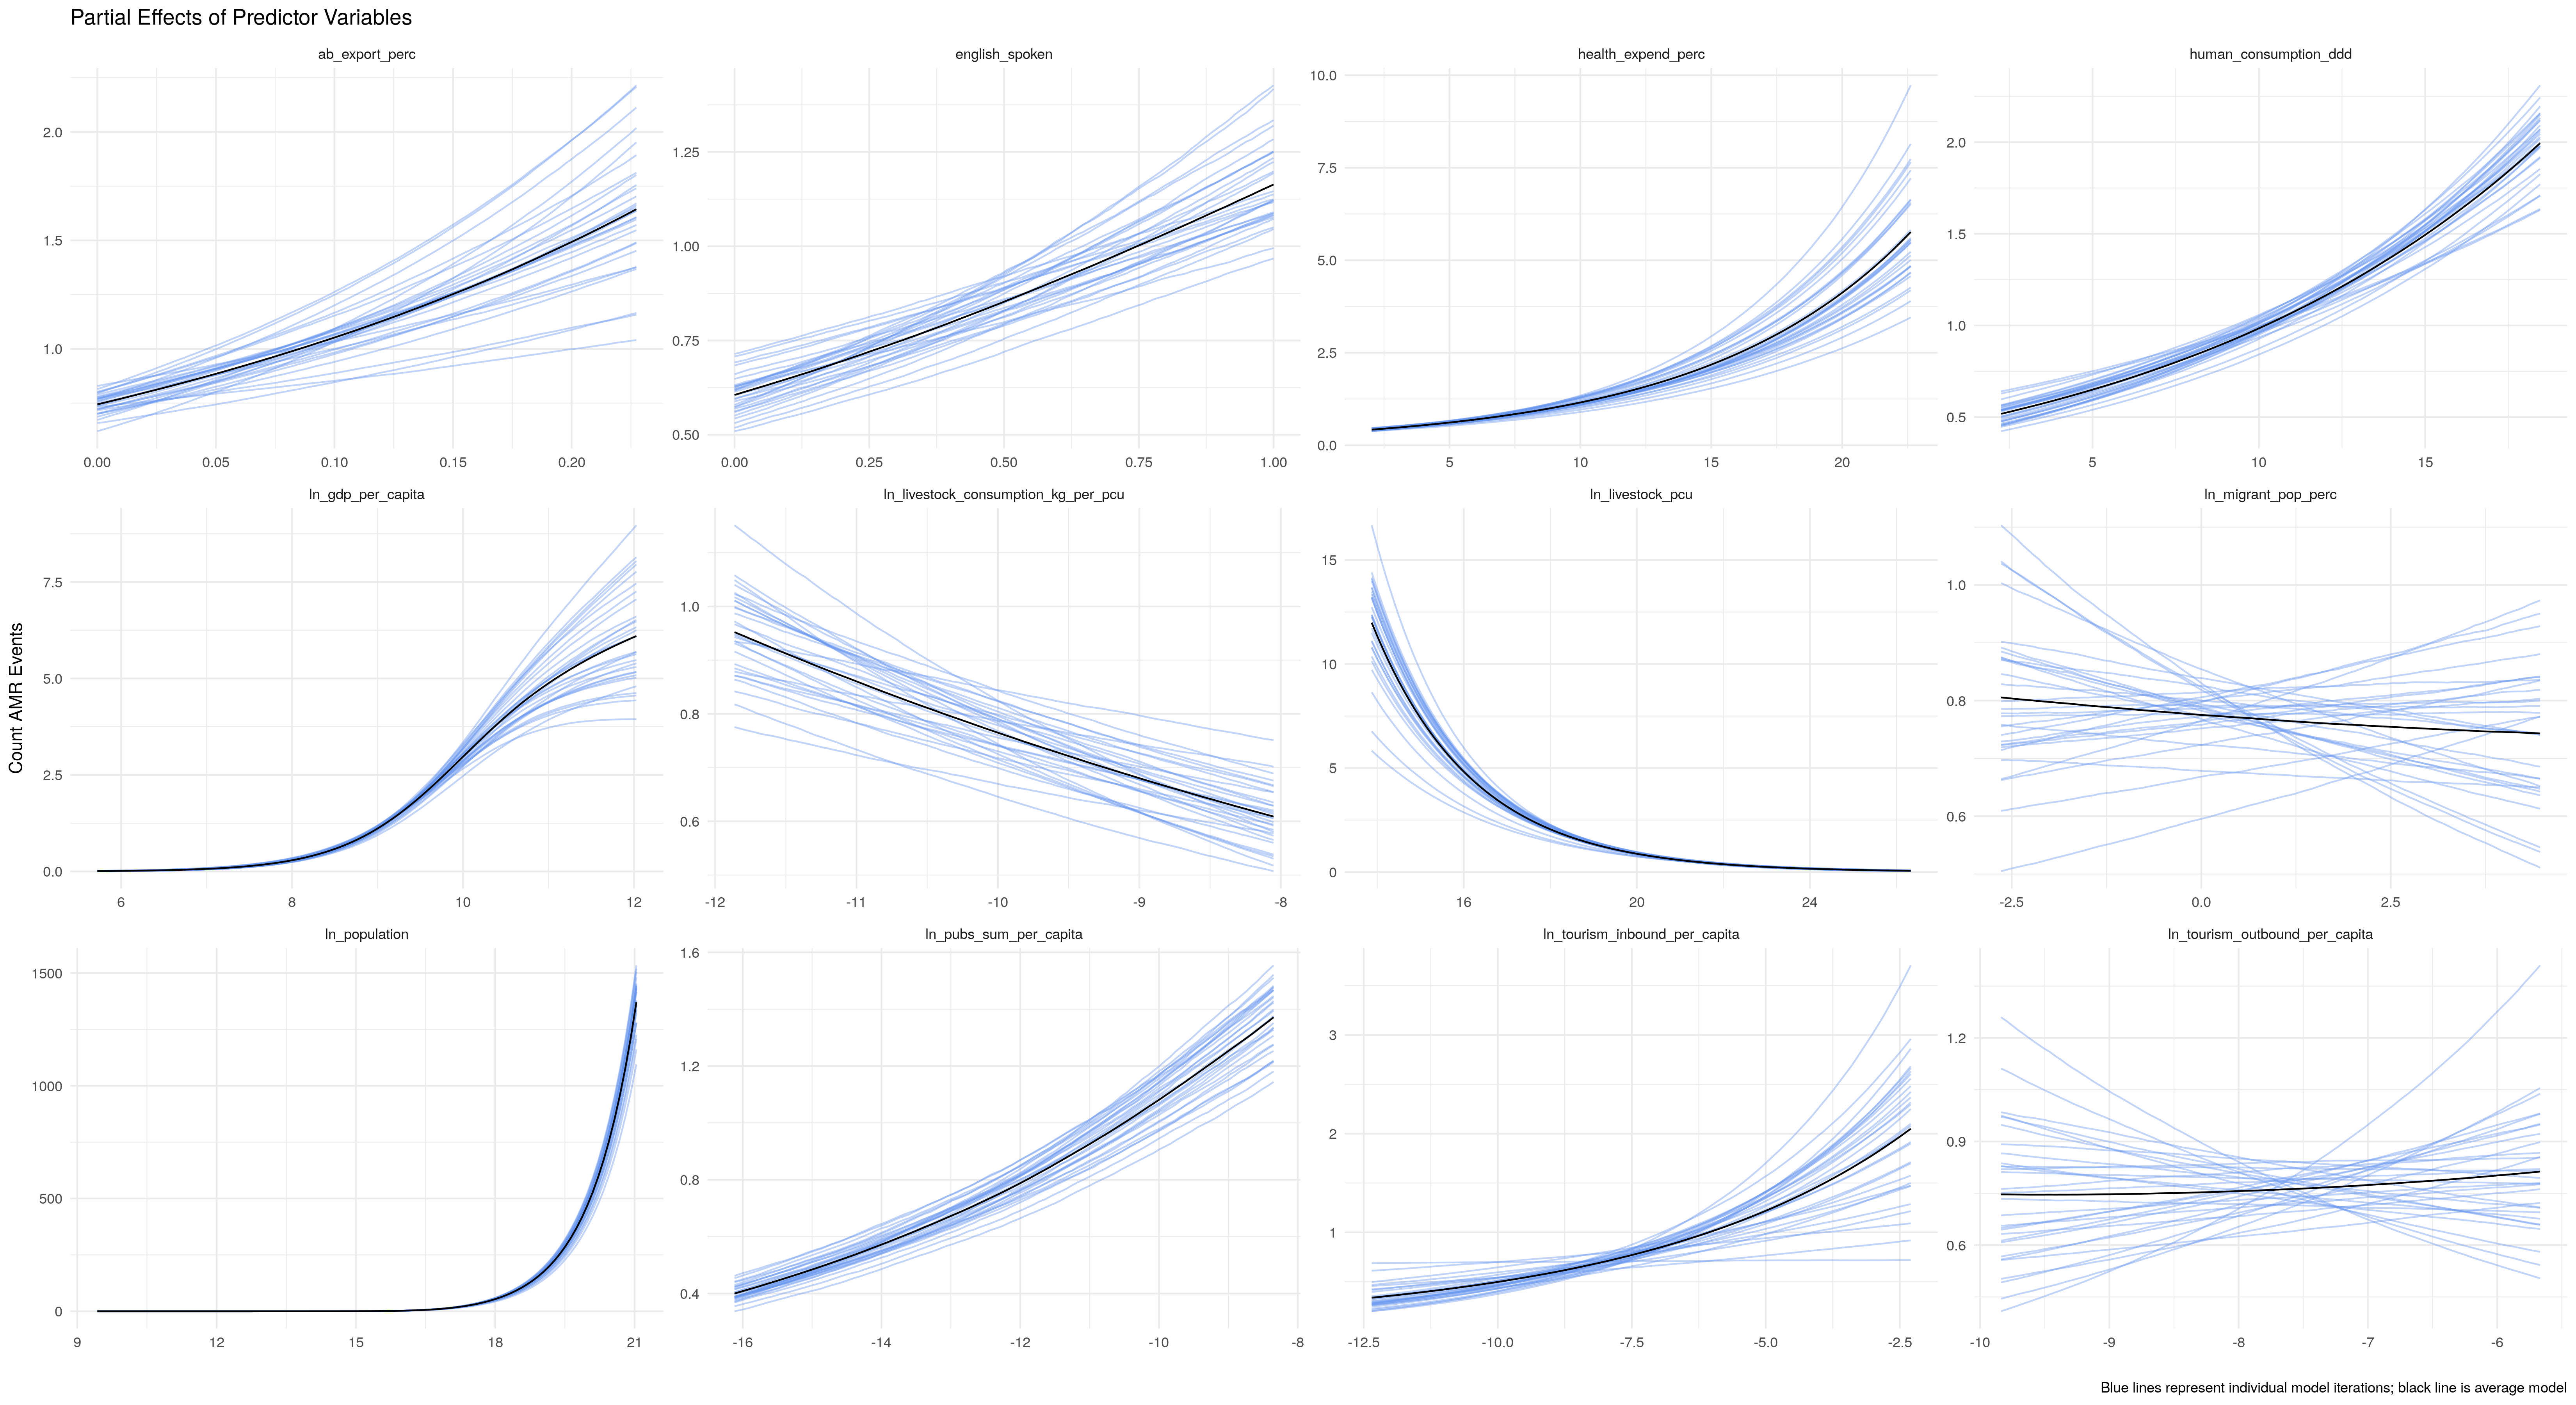 Partial Effects of Predictor Variables
ab_export_perc
english_spoken
health_expend_perc
human_consumption_ddd
2.0
1.5
1.0
0.00 0.05 0.10 0.15 0.20
1.25
1.00
0.75
0.50
0.00 0.25 0.50 0.75 1.00
10.0
7.5
5.0
2.5
0.0
5 10 15 20
2.0
1.5
1.0
0.5
5 10 15
ln_gdp_per_capita
ln_livestock_consumption_kg_per_pcu
ln_livestock_pcu
ln_migrant_pop_perc
Count AMR Events
7.5
5.0
2.5
0.0
6 8 10 12
1.0
0.8
0.6
-12 -11 -10 -9 -8
15
10
5
0
16 20 24
1.0
0.8
0.6
-2.5 0.0 2.5
ln_population
ln_pubs_sum_per_capita
ln_tourism_inbound_per_capita
ln_tourism_outbound_per_capita
1500
1000
500
0
9 12 15 18 21
1.6
1.2
0.8
0.4
-16 -14 -12 -10 -8
3
2
1
-12.5 -10.0 -7.5 -5.0 -2.5
1.2
0.9
0.6
-10 -9 -8 -7 -6
Blue lines represent individual model iterations; black line is average model